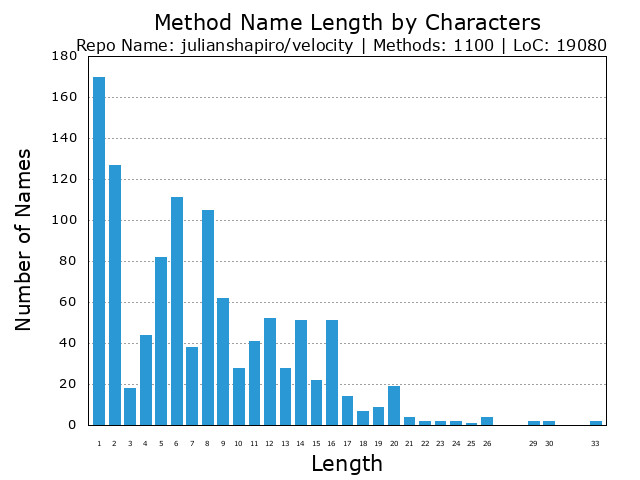 Method Name Length by Characters
Repo Name: julianshapiro/velocity | Methods: 1100 | LoC: 19080
180
160
140
120
100
80
60
40
20
0
Number of Names
1 2 3 4 5 6 7 8 9 10 11 12 13 14 15 16 17 18 19 20 21 22 23 24 25 26 29 30 33
Length